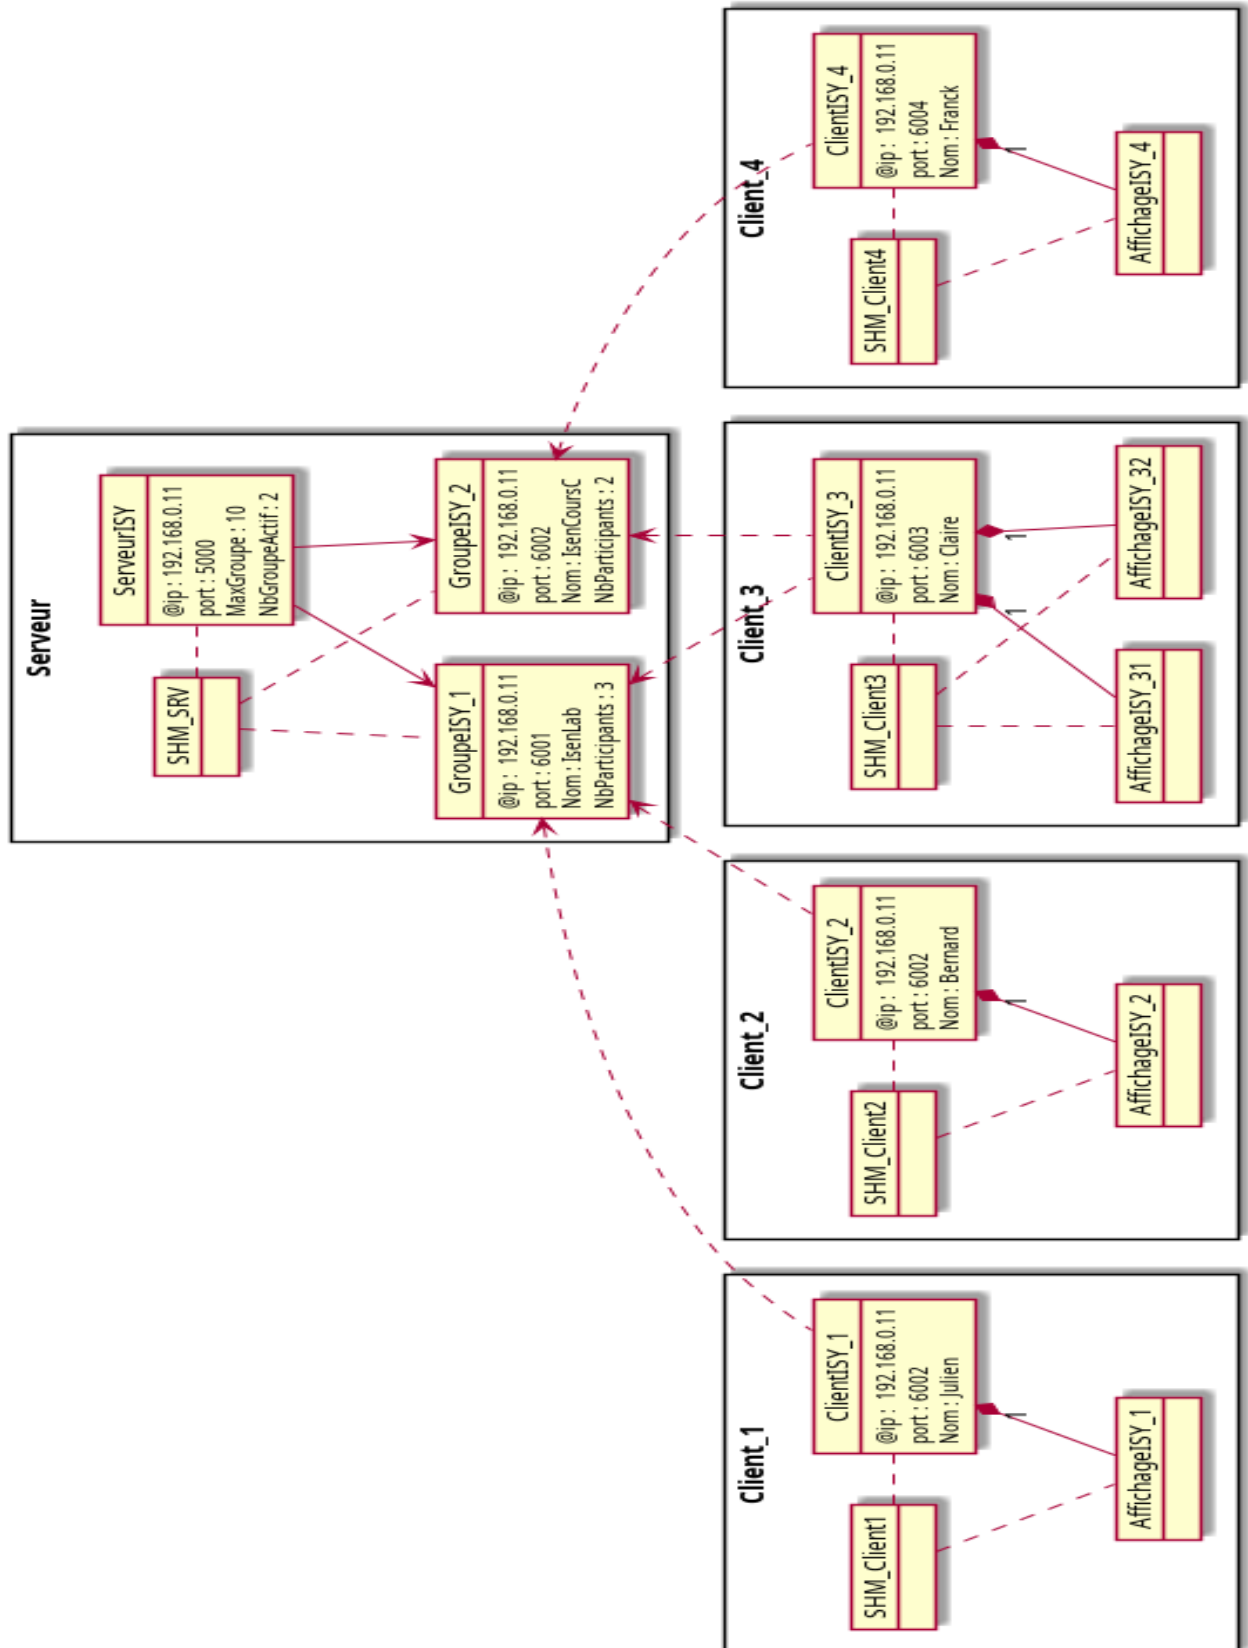 Serveur
ServeurISY
@ip : 192.168.0.11
port : 5000
MaxGroupe : 10
NbGroupeActif : 2
SHM_SRV
GroupeISY_1
@ip : 192.168.0.11
port : 6001
Nom : IsenLab
NbParticipants : 3
GroupeISY_2
@ip : 192.168.0.11
port : 6002
Nom : IsenCoursC
NbParticipants : 2
Client_1
ClientISY_1
@ip : 192.168.0.11
port : 6002
Nom : Julien
SHM_Client1
1
AffichageISY_1
Client_2
ClientISY_2
@ip : 192.168.0.11
port : 6002
Nom : Bernard
SHM_Client2
1
AffichageISY_2
Client_3
ClientISY_3
@ip : 192.168.0.11
port : 6003
Nom : Claire
SHM_Client3
1
1
AffichageISY_31
AffichageISY_32
Client_4
ClientISY_4
@ip : 192.168.0.11
port : 6004
Nom : Franck
SHM_Client4
1
AffichageISY_4